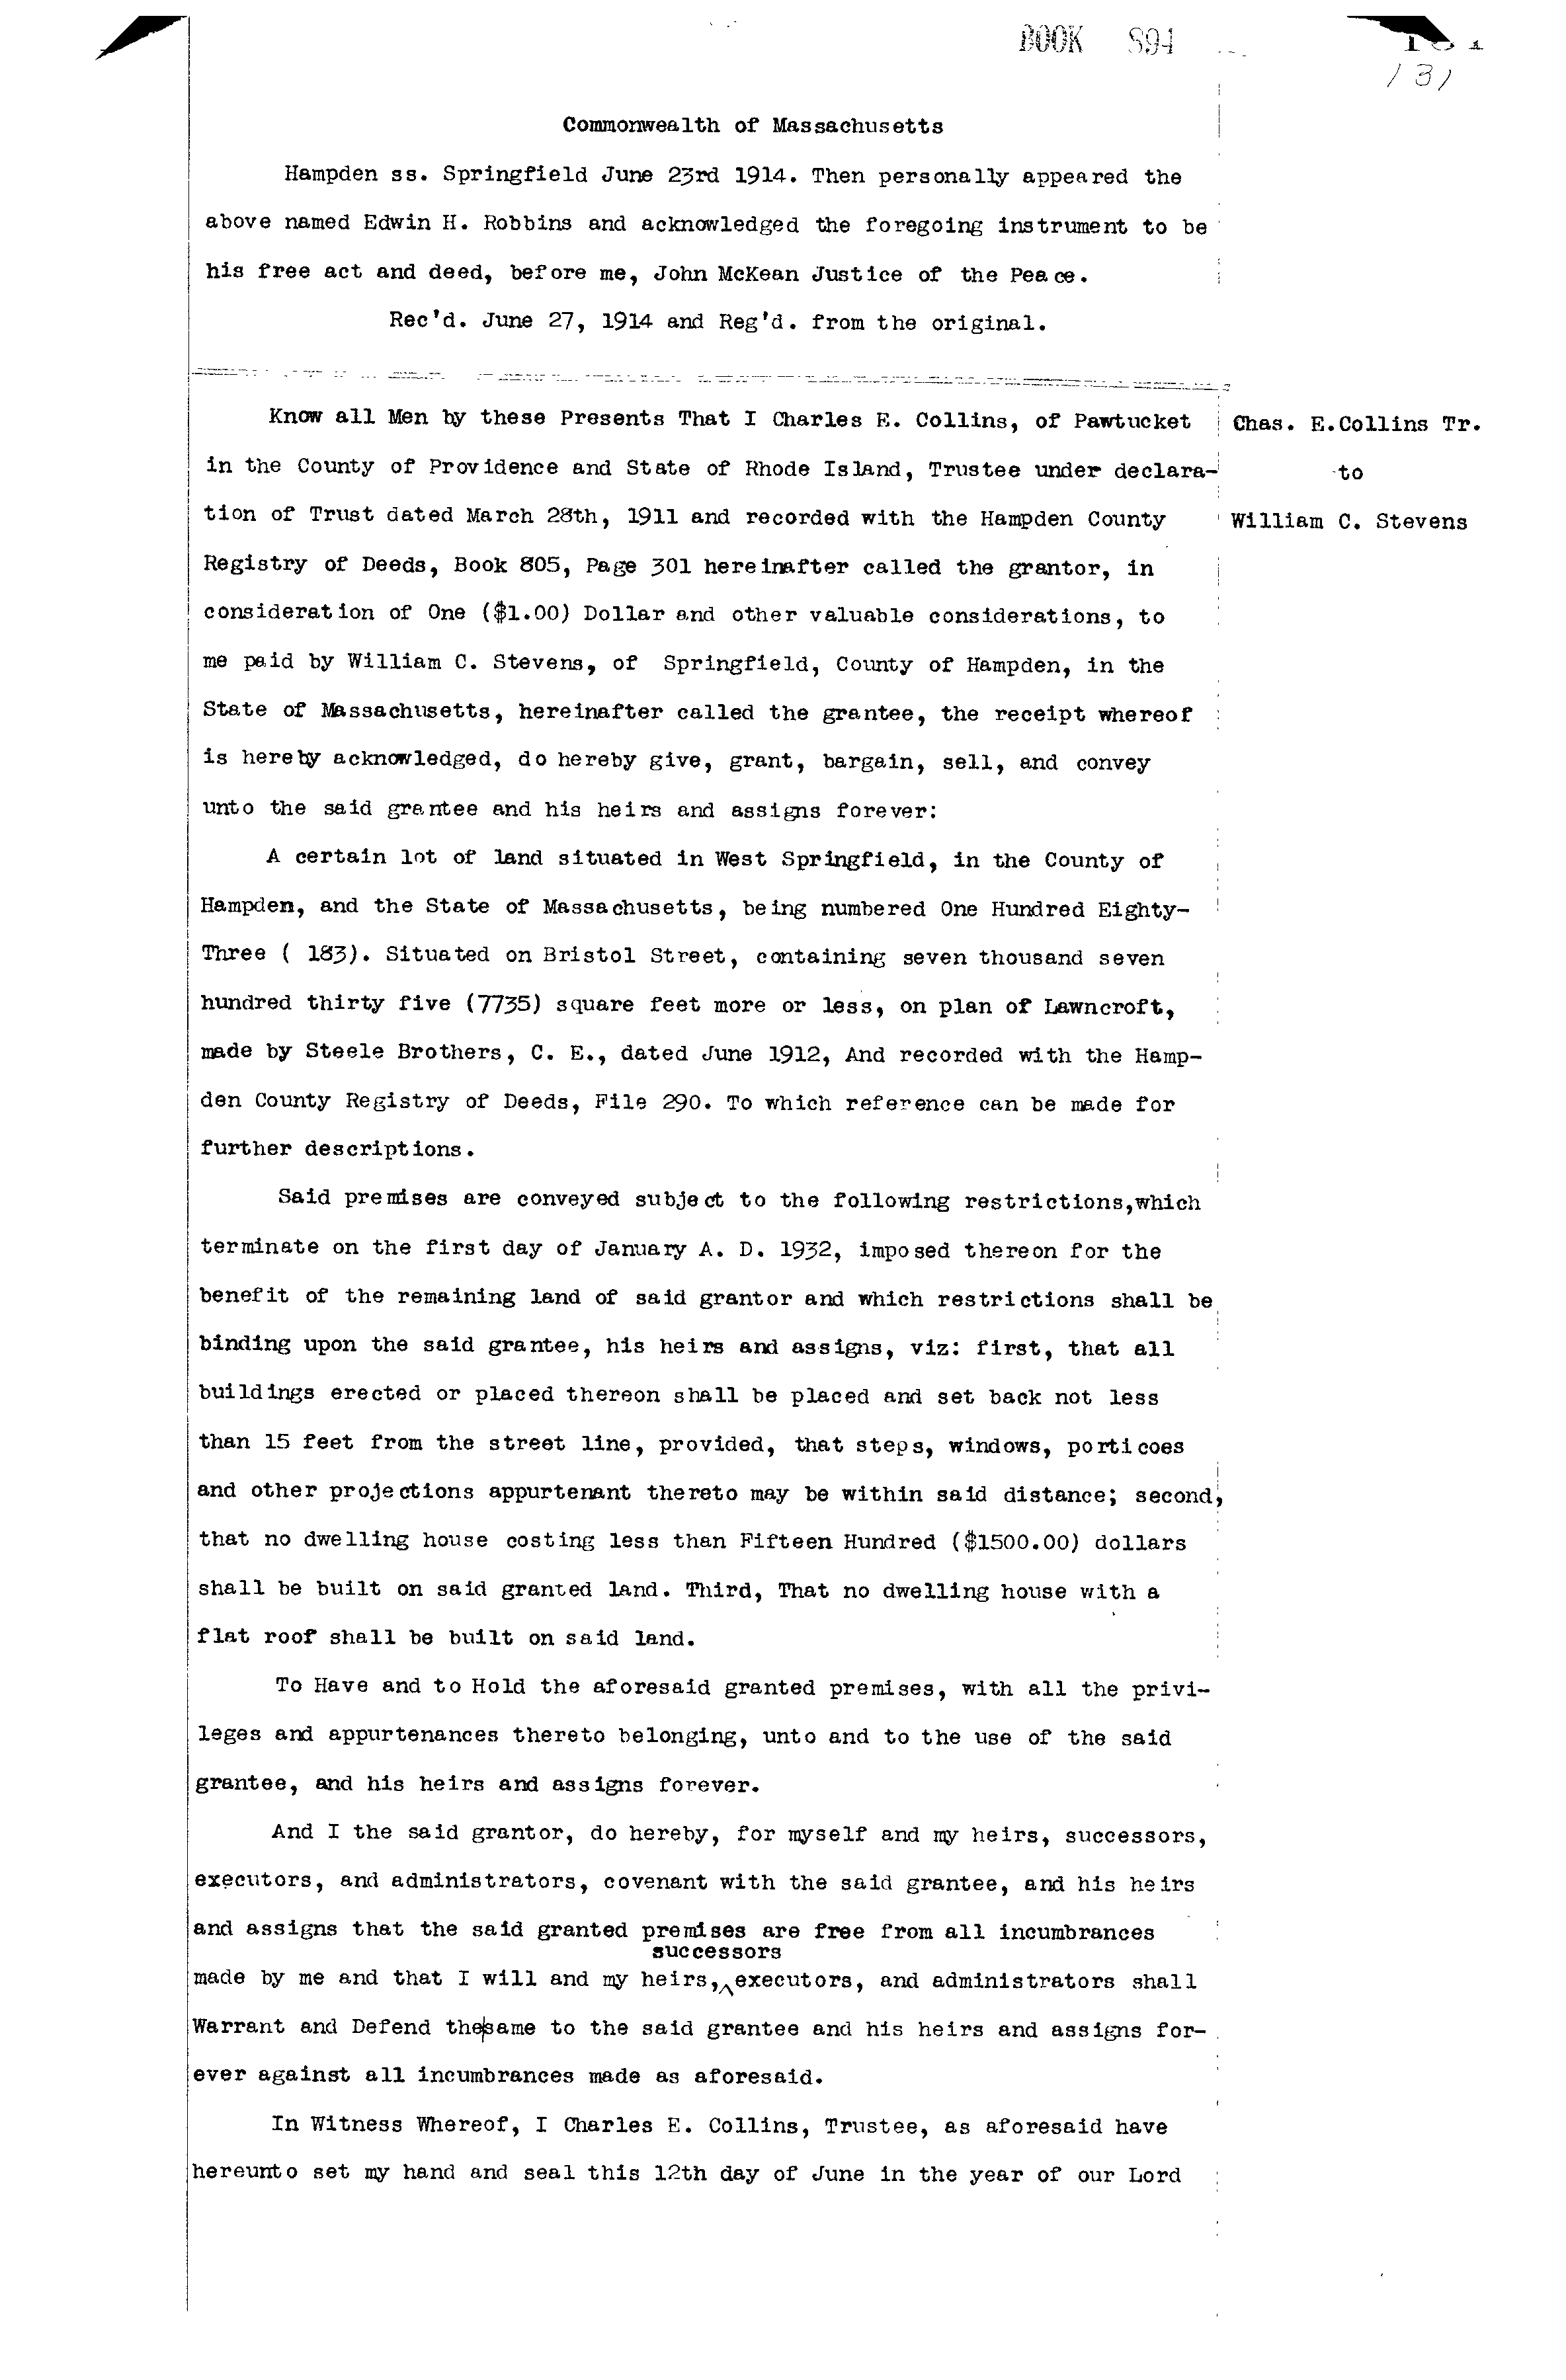 BOOK 894
131
Commonwealth of Massachusetts
Hampden ss. Springfield June 23rd 1914. Then personally appeared the
above named Edwin H. Robbins and acknowledged the foregoing instrument to be
his free act and deed, before me, John McKean Justice of the Peace.
Rec'd. June 27, 1914 and Reg'd. from the original.
Chas. E.Collins Tr.
to
William C. Stevens
Know all Men by these Presents That I Charles E. Collins, of Pawtucket
in the County of Providence and State of Rhode Island, Trustee under declara-
tion of Trust dated March 28th, 1911 and recorded with the Hampden County
Registry of Deeds, Book 805, Page 301 hereinafter called the grantor, in
consideration of One ($1.00) Dollar and other valuable considerations, to
me paid by William C. Stevens, of Springfield, County of Hampden, in the
State of Massachusetts, hereinafter called the grantee, the receipt whereof
is hereby acknowledged, do hereby give, grant, bargain, sell, and convey
unto the said grantee and his heirs and assigns forever:
A certain lot of land situated in West Springfield, in the County of
Hampden, and the State of Massachusetts, being numbered One Hundred Eighty-
Three ( 183). Situated on Bristol Street, containing seven thousand seven
hundred thirty five (7735) square feet more or less, on plan of Lawncroft,
made by Steele Brothers, C. E., dated June 1912, And recorded with the Hamp-
den County Registry of Deeds, File 290. To which reference can be made for
further descriptions.
Said premises are conveyed subject to the following restrictions,which
terminate on the first day of January A. D. 1932, imposed thereon for the
benefit of the remaining land of said grantor and which restrictions shall be
binding upon the said grantee, his heirs and assigns, viz: first, that all
buildings erected or placed thereon shall be placed and set back not less
than 15 feet from the street line, provided, that steps, windows, porticoes
and other projections appurtenant thereto may be within said distance; second,
that no dwelling house costing less than Fifteen Hundred ($1500.00) dollars
shall be built on said granted land. Third, That no dwelling house with a
flat roof shall be built on said land.
To Have and to Hold the aforesaid granted premises, with all the privi-
leges and appurtenances thereto belonging, unto and to the use of the said
grantee, and his heirs and assigns forever.
And I the said grantor, do hereby, for myself and my heirs, successors,
executors, and administrators, covenant with the said grantee, and his heirs
and assigns that the said granted premises are free from all incumbrances
successors
made by me and that I will and my heirs,^executors, and administrators shall
Warrant and Defend the|same to the said grantee and his heirs and assigns for-
ever against all incumbrances made as aforesaid.
In Witness Whereof, I Charles E. Collins, Trustee, as aforesaid have
hereunto set my hand and seal this 12th day of June in the year of our Lord